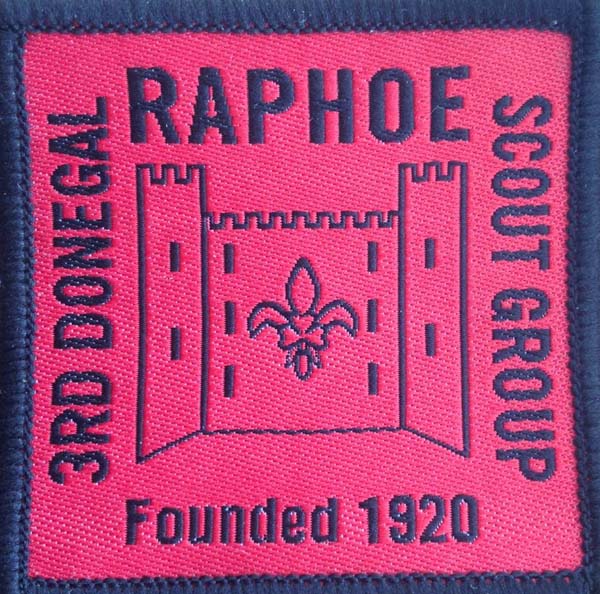 RAPHOE
3RD DONEGAL
SCOUT GROUP
Founded 1920